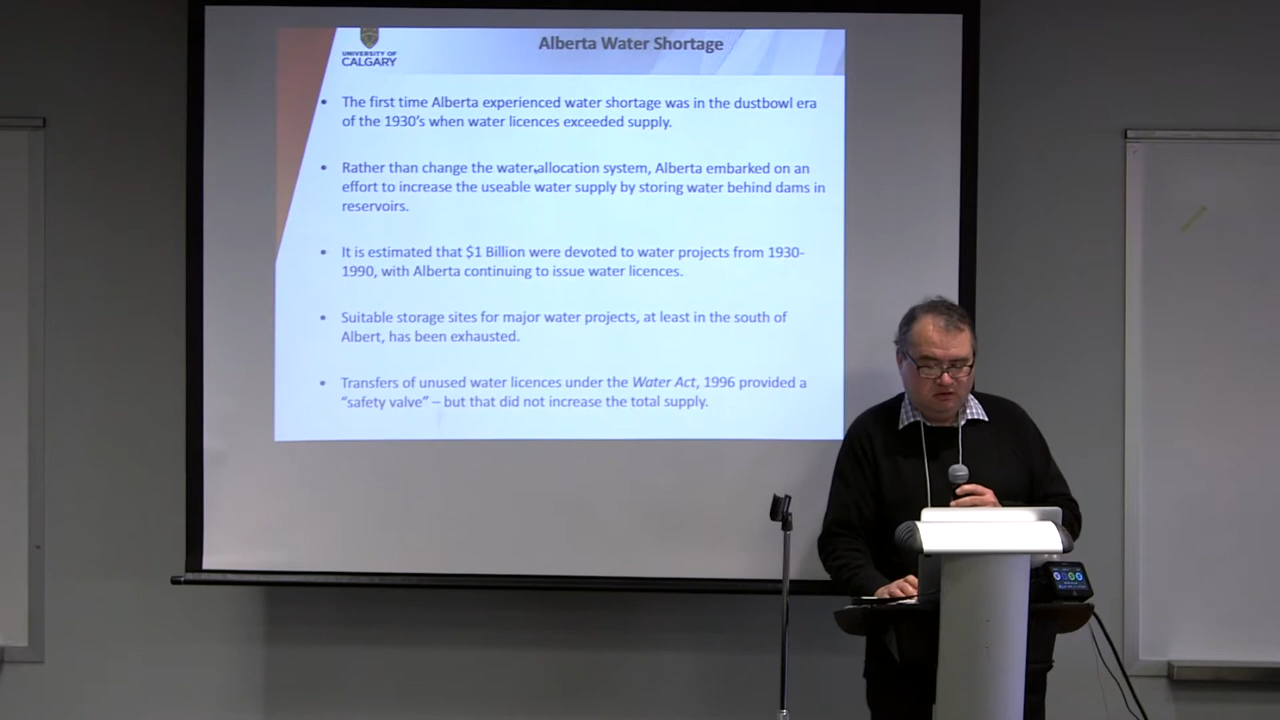 UNIVERSITY OF
CALGARY
Alberta Water Shortage
• The first time Alberta experienced water shortage was in the dustbowl era
of the 1930's when water licences exceeded supply.
• Rather than change the water allocation system, Alberta embarked on an
effort to increase the useable water supply by storing water behind dams in
reservoirs.
• It is estimated that $1 Billion were devoted to water projects from 1930-
1990, with Alberta continuing to issue water licences.
• Suitable storage sites for major water projects, at least in the south of
Albert, has been exhausted.
• Transfers of unused water licences under the Water Act, 1996 provided a
“safety valve” – but that did not increase the total supply.